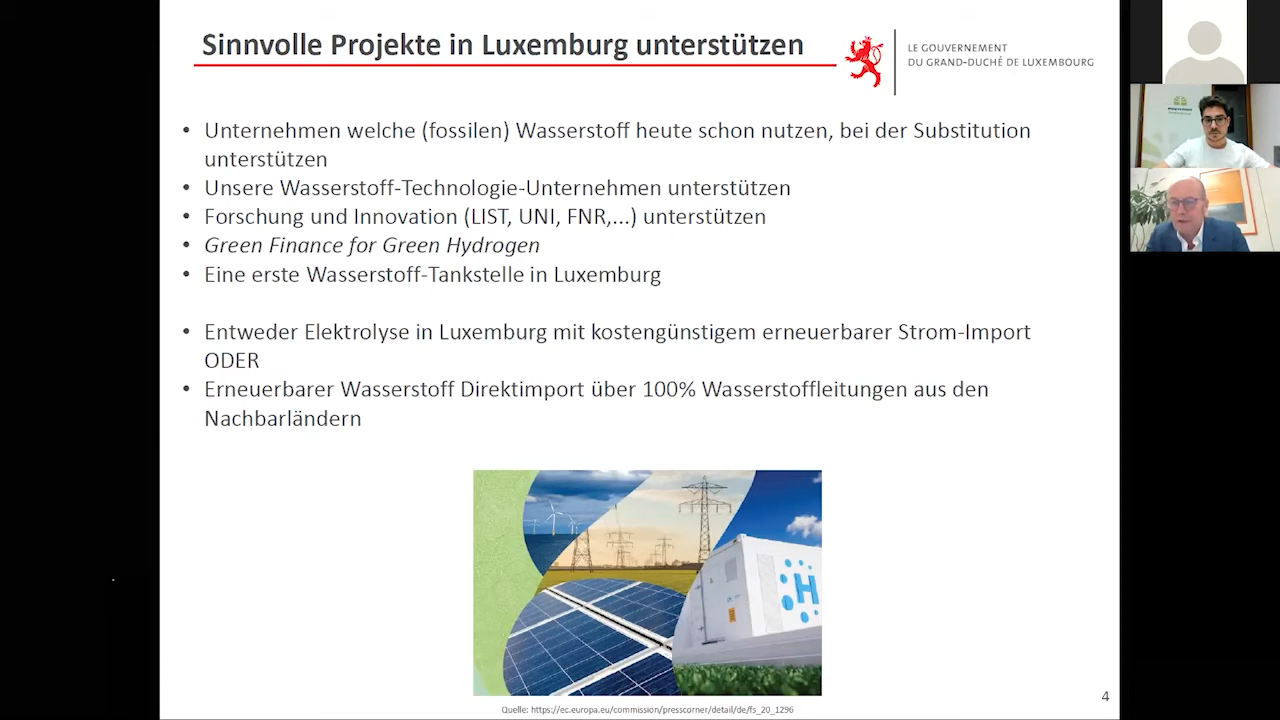 Sinnvolle Projekte in Luxemburg unterstützen
LE GOUVERNEMENT
DU GRAND-DUCHÉ DE LUXEMBOURG
• Unternehmen welche (fossilen) Wasserstoff heute schon nutzen, bei der Substitution
unterstützen
• Unsere Wasserstoff-Technologie-Unternehmen unterstützen
• Forschung und Innovation (LIST, UNI, FNR,...) unterstützen
• Green Finance for Green Hydrogen
• Eine erste Wasserstoff-Tankstelle in Luxemburg
• Entweder Elektrolyse in Luxemburg mit kostengünstigem erneuerbarer Strom-Import
ODER
• Erneuerbarer Wasserstoff Direktimport über 100% Wasserstoffleitungen aus den
Nachbarländern
H
Quelle: https://ec.europa.eu/commission/presscorner/detail/de/fs_20_1296
4